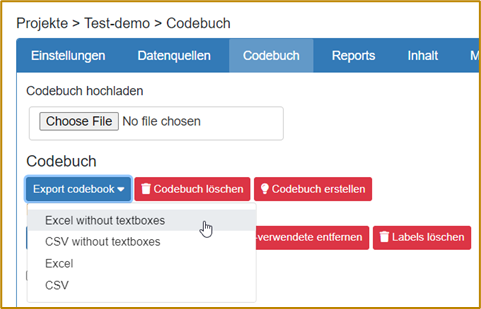 Projekte > Test-demo > Codebuch
Einstellungen Datenquellen Codebuch Reports Inhalt
Codebuch hochladen
Choose File No file chosen
Codebuch
Export codebook Codebuch löschen Codebuch erstellen
Excel without textboxes
CSV without textboxes
verwendete entfernen Labels löschen
Excel
CSV